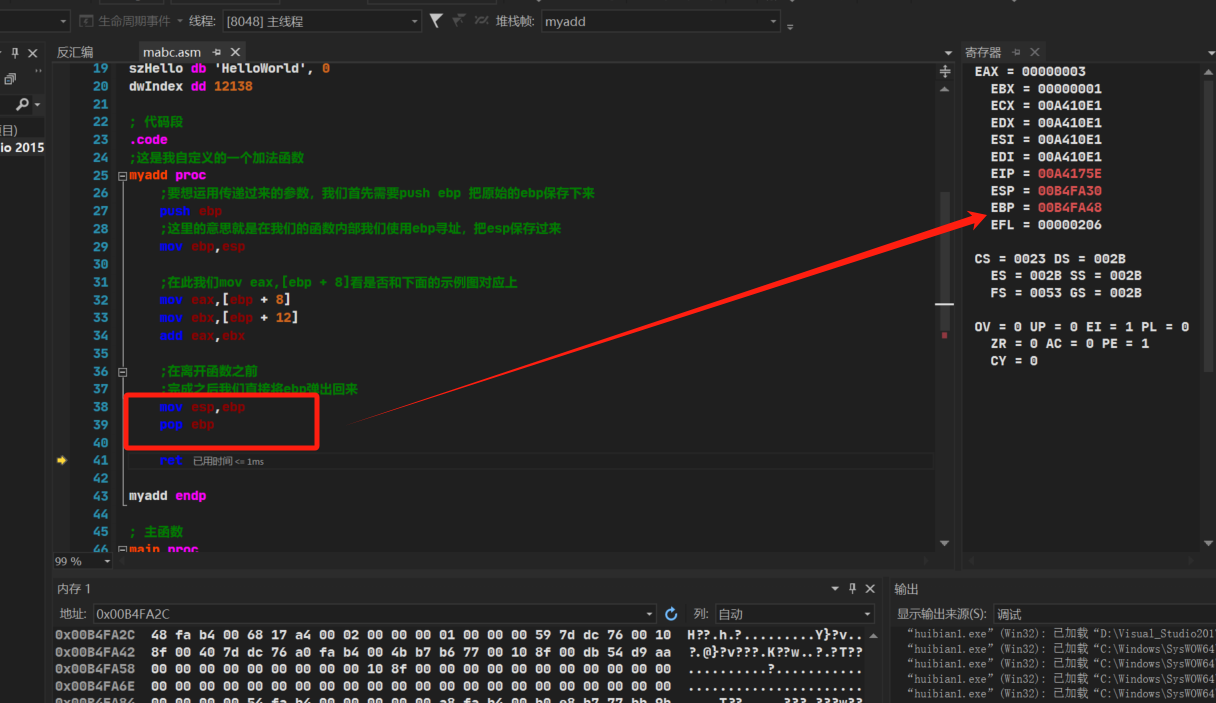 生命周期事件 线程: [8048] 主线程 堆栈帧: myadd
反汇编 mabc.asm
io 2015
19 szHello db 'HelloWorld', 0
20 dwIndex dd 12138
21
22 ; 代码段
23 .code
24 ;这是我自定义的一个加法函数
25 myadd proc
26 ;要想运用传递过来的参数，我们首先需要push ebp 把原始的ebp保存下来
27 push ebp
28 ;这里的意思就是在我们的函数内部我们使用ebp寻址，把esp保存过来
29 mov ebp,esp
30
31 ;在此我们mov eax,[ebp + 8]看是否和下面的示例图对应上
32 mov eax,[ebp + 8]
33 mov ebx,[ebp + 12]
34 add eax,ebx
35
36 ;在离开函数之前
37 ;完成之后我们直接将ebp弹出回来
38 mov esp,ebp
39 pop ebp
40
41 ret 已用时间 <= 1ms
42
43 myadd endp
44
45 ; 主函数
46 main proc
99 %
寄存器
EAX = 00000003
EBX = 00000001
ECX = 00A410E1
EDX = 00A410E1
ESI = 00A410E1
EDI = 00A410E1
EIP = 00A4175E
ESP = 00B4FA30
EBP = 00B4FA48
EFL = 00000206
CS = 0023 DS = 002B
ES = 002B SS = 002B
FS = 0053 GS = 002B
OV = 0 UP = 0 EI = 1 PL = 0
ZR = 0 AC = 0 PE = 1
CY = 0
内存 1
地址: 0x00B4FA2C 列: 自动
0x00B4FA2C 48 fa b4 00 68 17 a4 00 02 00 00 00 01 00 00 00 59 7d dc 76 00 10 H??.h.?.........Y}?v..
0x00B4FA42 8f 00 40 7d dc 76 a0 fa b4 00 4b b7 b6 77 00 10 8f 00 db 54 d9 aa ?.@}?v???.K??w..?.?T??
0x00B4FA58 00 00 00 00 00 00 00 00 10 8f 00 00 00 00 00 00 00 00 00 00 00 00 ..........?...........
0x00B4FA6E 00 00 00 00 00 00 00 00 00 00 00 00 00 00 00 00 00 00 00 00 00 00 ......................
输出
显示输出来源(S): 调试
“huibian1.exe” (Win32): 已加载 “D:\Visual_Studio201
“huibian1.exe” (Win32): 已加载 “C:\Windows\SysWOW64
“huibian1.exe” (Win32): 已加载 “C:\Windows\SysWOW64
“huibian1.exe” (Win32): 已加载 “C:\Windows\SysWOW64
“huibian1.exe” (Win32): 已加载 “C:\Windows\SysWOW64